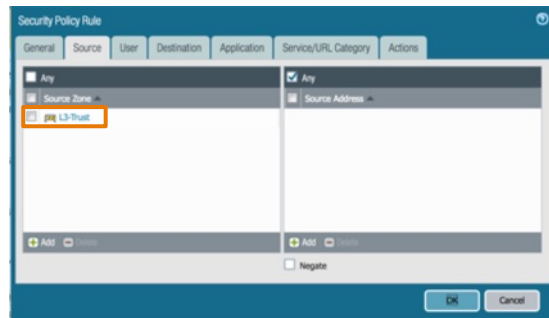 Security Policy Rule
General Source User Destination Application Service/URL Category Actions
Any
Source Zone
L3-Trust
Add Delete
Any
Source Address
Add Delete
Negate
OK Cancel